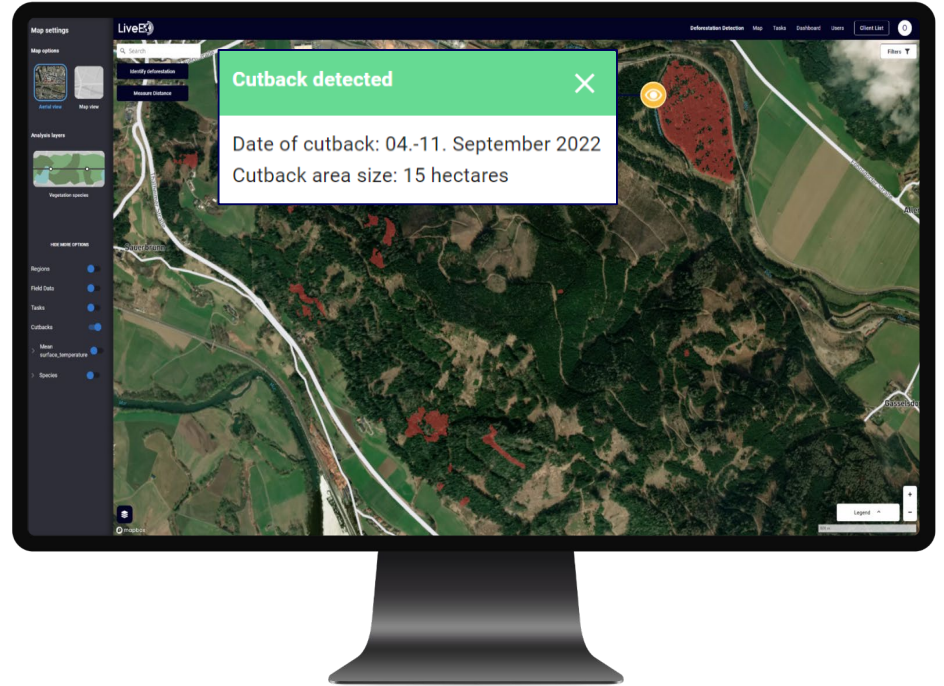 Map settings
LiveEO
Deforestation Detection Map Tasks Dashboard Users Client List O
Map options
Search
Filters
Identify deforestation
Measure Distance
Aerial view Map view
Cutback detected
Date of cutback: 04.-11. September 2022
Cutback area size: 15 hectares
Analysis layers
Vegetation species
HIDE MORE OPTIONS
Regions
Field Data
Tasks
Cutbacks
Mean
surface_temperature
Species
Legend
+
-
mapbox